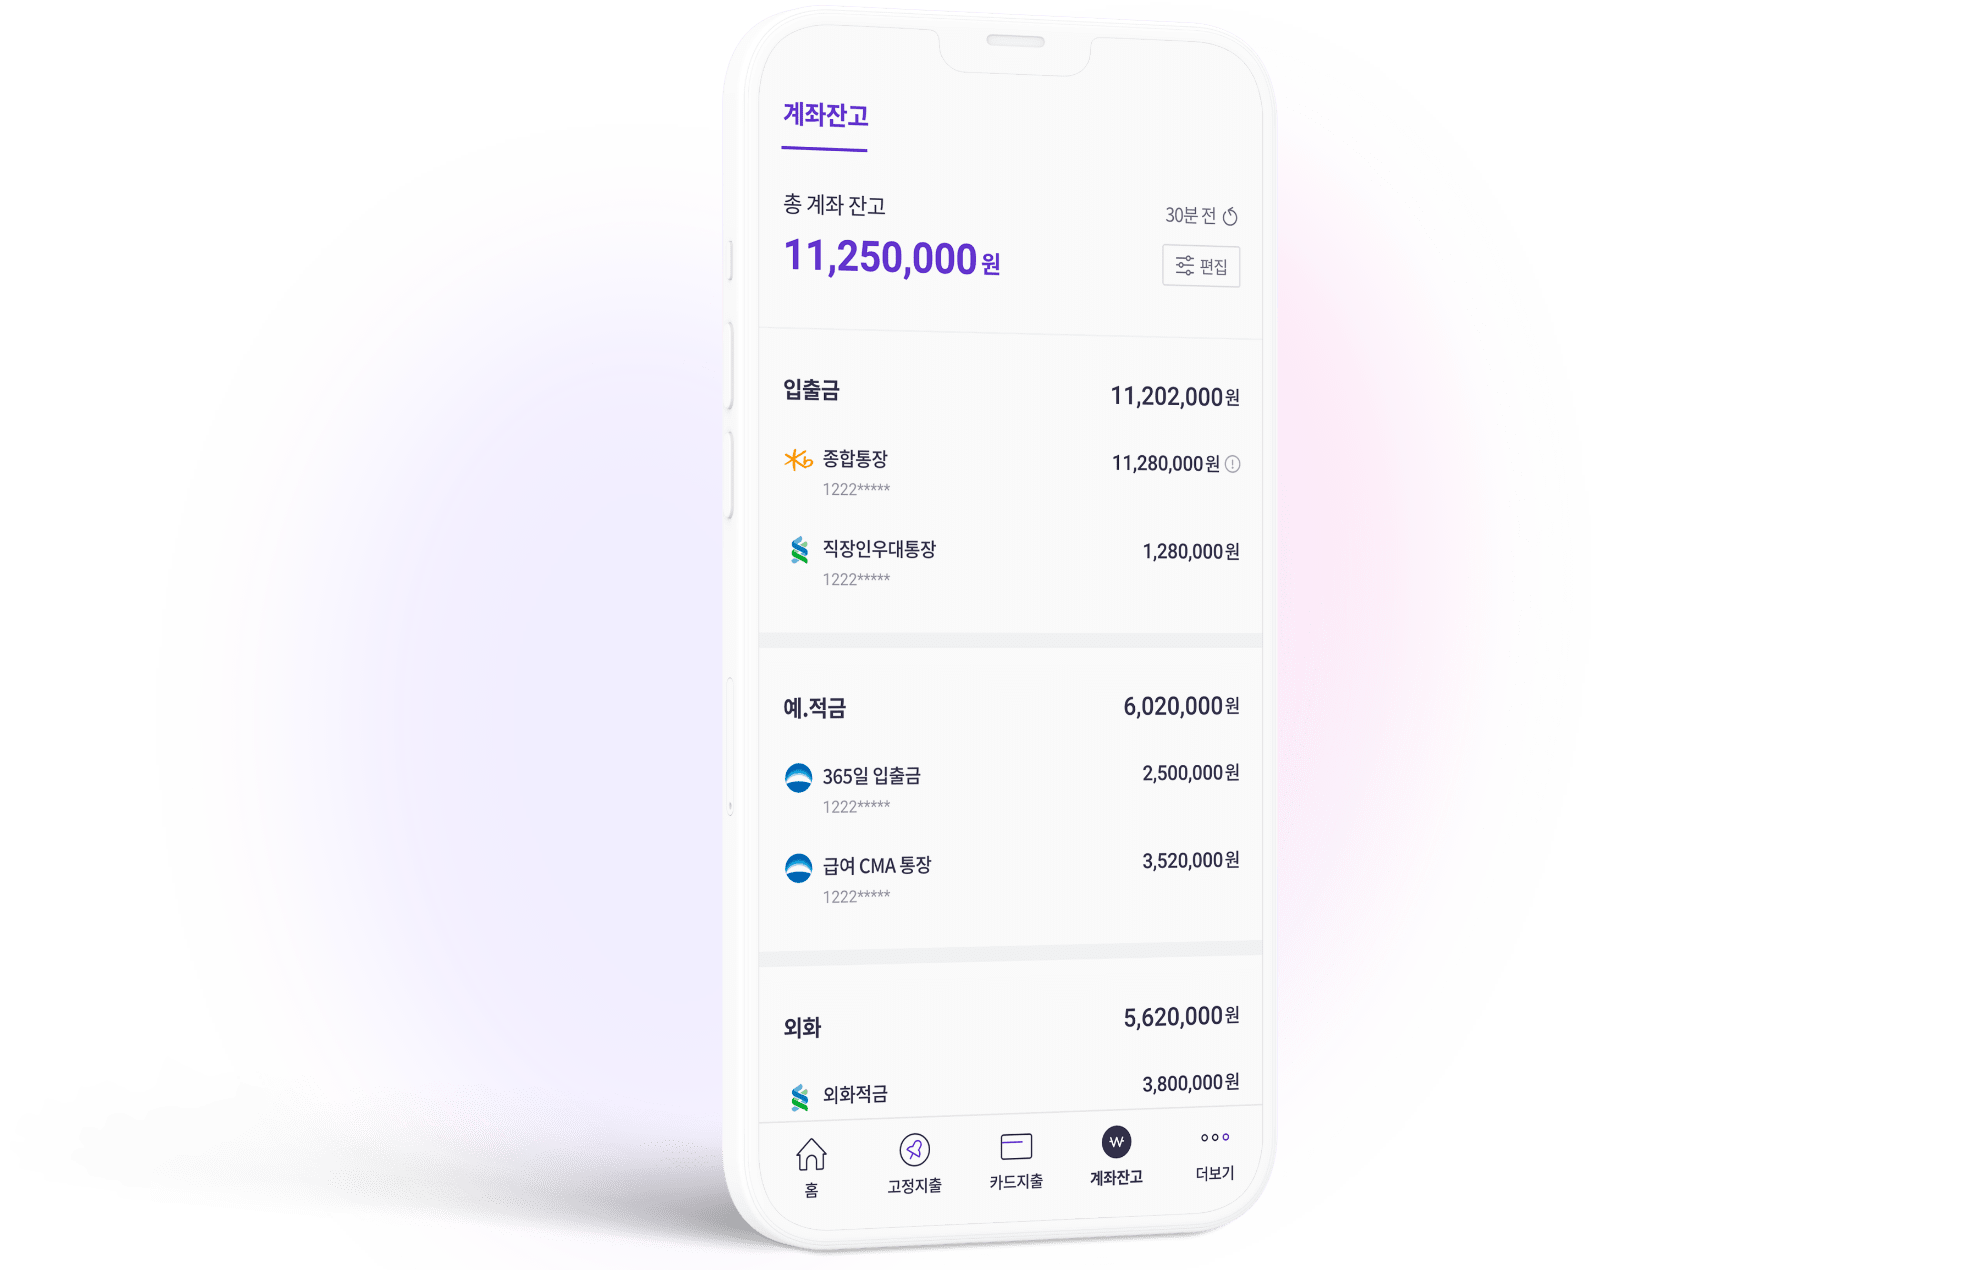 계좌잔고
총 계좌 잔고
30분 전
11,250,000 원
편집
입출금
11,202,000원
종합통장
11,280,000원
1222*****
직장인우대통장
1,280,000원
1222*****
예.적금
6,020,000원
365일 입출금
2,500,000원
1222*****
급여 CMA 통장
3,520,000원
1222*****
외화
5,620,000원
외화적금
3,800,000원
홈
고정지출
카드지출
계좌잔고
더보기